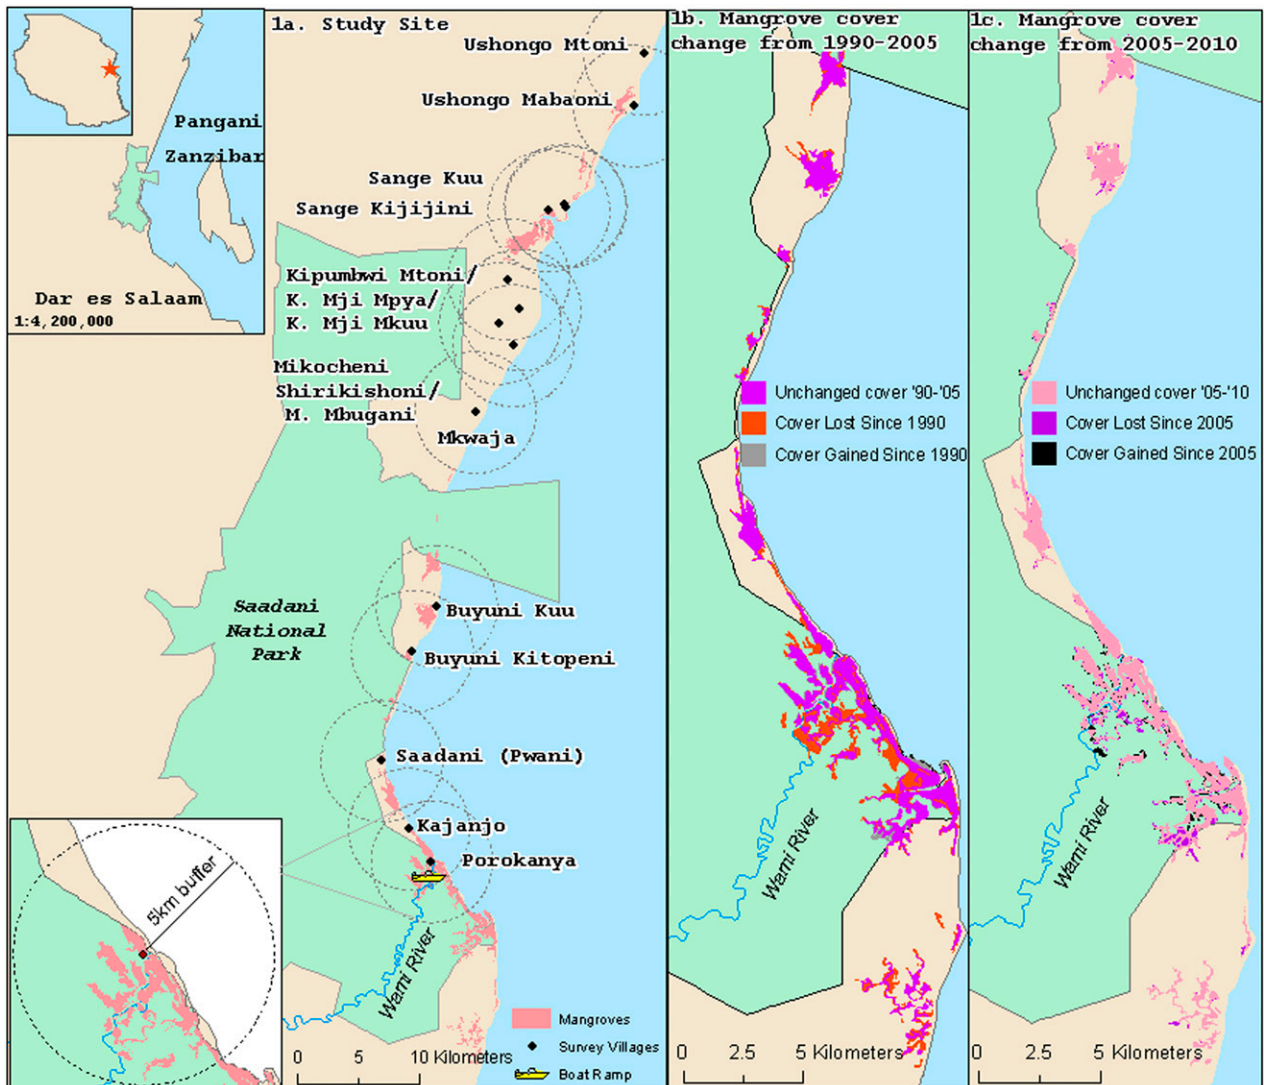 1a. Study Site
Ushongo Mtoni
Ushongo Mabaoni
Pangani
Zanzibar
Dar es Salaam
1:4,200,000
Sange Kuu
Sange Kijijini
Kipumbwi Mtoni/
K. Mji Mpya/
K. Mji Mkuu
Mikocheni
Shirikishoni/
M. Mbugani
Mkwaja
Saadani
National
Park
Buyuni Kuu
Buyuni Kitopeni
Saadani (Pwani)
Kajanjo
Porokanya
5km buffer
Wami River
Mangroves
Survey Villages
Boat Ramp
0 5 10 Kilometers
1b. Mangrove cover
change from 1990-2005
Unchanged cover '90-'05
Cover Lost Since 1990
Cover Gained Since 1990
Wami River
0 2.5 5 Kilometers
1c. Mangrove cover
change from 2005-2010
Unchanged cover '05-'10
Cover Lost Since 2005
Cover Gained Since 2005
Wami River
0 2.5 5 Kilometers